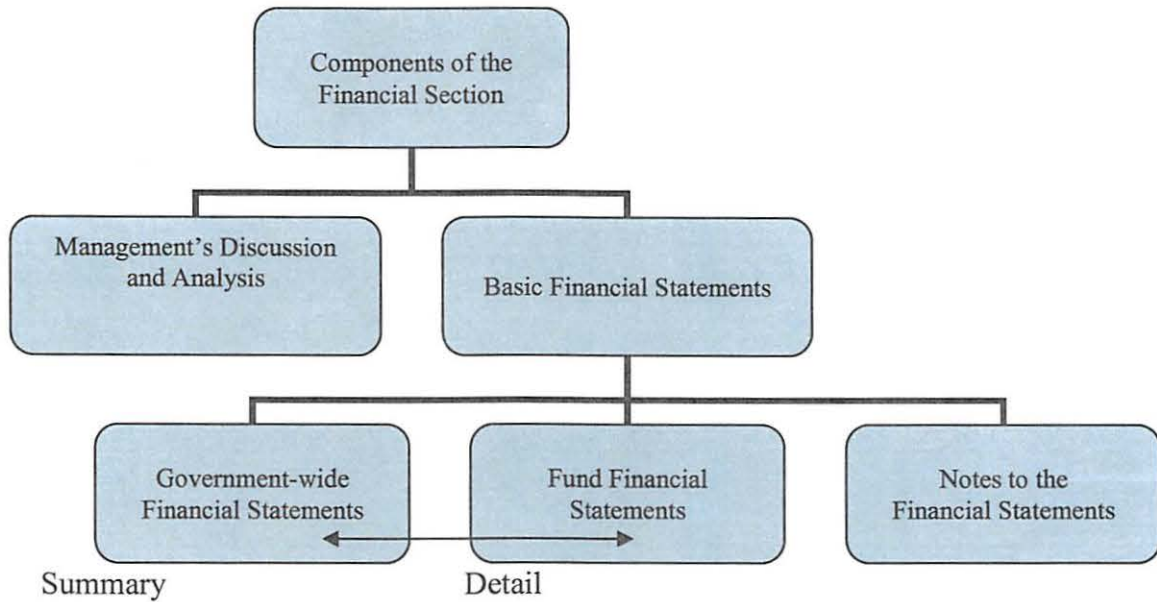 Components of the
Financial Section
Management’s Discussion
and Analysis
Basic Financial Statements
Government-wide
Financial Statements
Fund Financial
Statements
Notes to the
Financial Statements
Summary
Detail